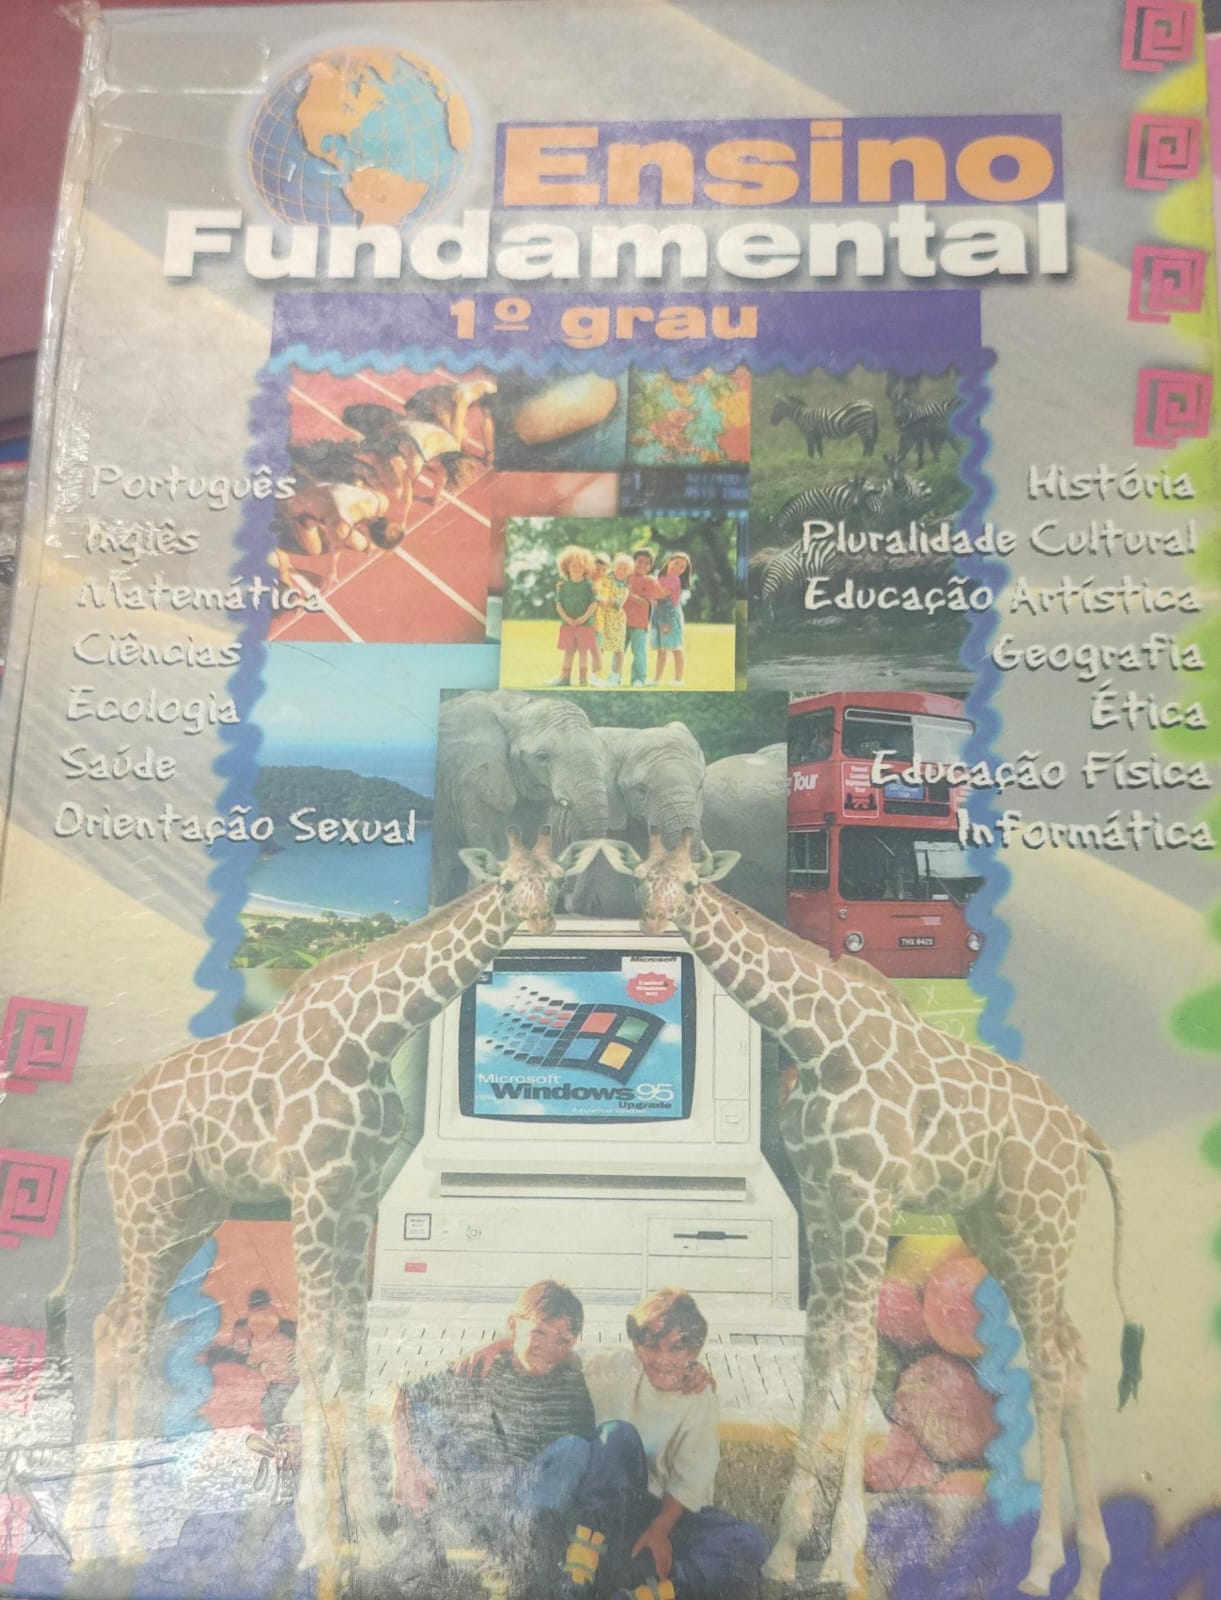 Ensino
Fundamental
1º grau
Português
Inglês
Matemática
Ciências
Ecologia
Saúde
Orientação Sexual
História
Pluralidade Cultural
Educação Artística
Geografia
Ética
Educação Física
Informática
Tour
Microsoft
Microsoft
Windows 95
Upgrade